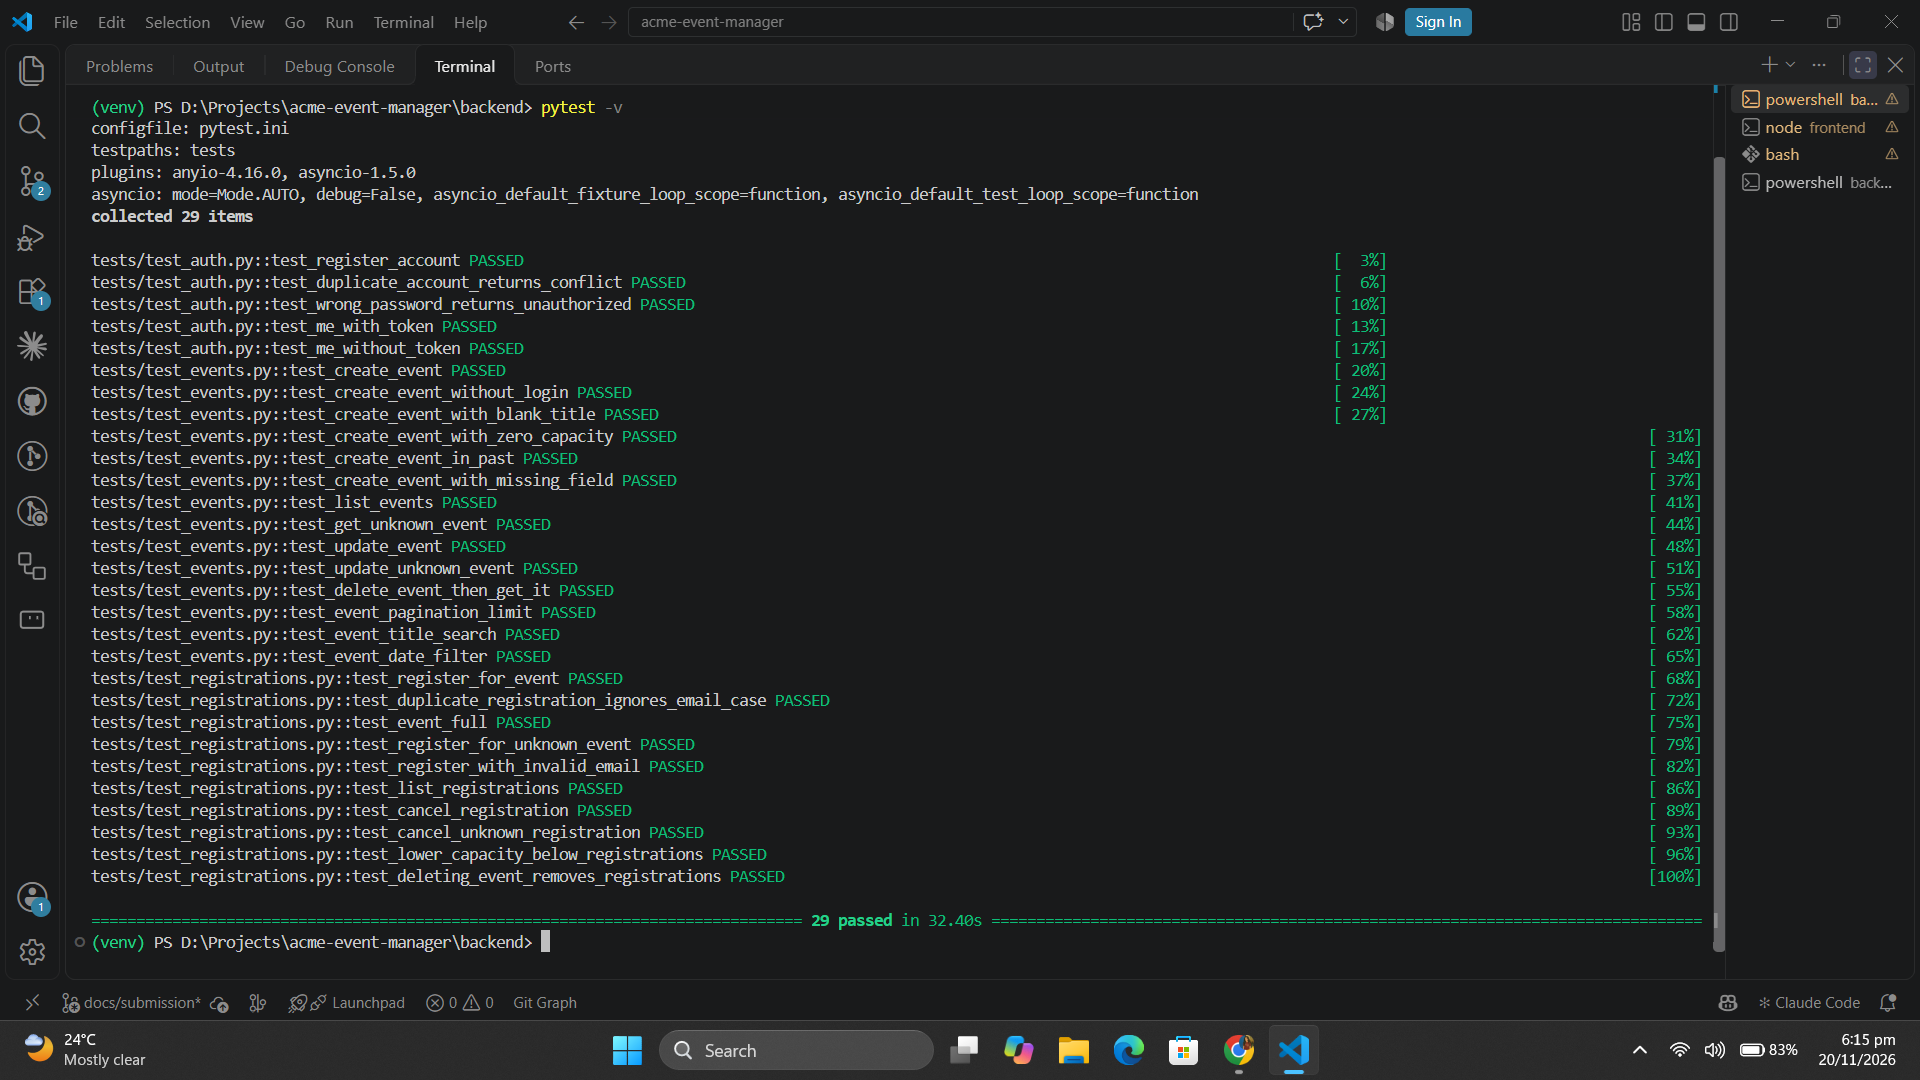 File Edit Selection View Go Run Terminal Help
acme-event-manager
Sign In
Problems Output Debug Console Terminal Ports
(venv) PS D:\Projects\acme-event-manager\backend> pytest -v
configfile: pytest.ini
testpaths: tests
plugins: anyio-4.16.0, asyncio-1.5.0
asyncio: mode=Mode.AUTO, debug=False, asyncio_default_fixture_loop_scope=function, asyncio_default_test_loop_scope=function
collected 29 items
tests/test_auth.py::test_register_account PASSED [ 3%]
tests/test_auth.py::test_duplicate_account_returns_conflict PASSED [ 6%]
tests/test_auth.py::test_wrong_password_returns_unauthorized PASSED [ 10%]
tests/test_auth.py::test_me_with_token PASSED [ 13%]
tests/test_auth.py::test_me_without_token PASSED [ 17%]
tests/test_events.py::test_create_event PASSED [ 20%]
tests/test_events.py::test_create_event_without_login PASSED [ 24%]
tests/test_events.py::test_create_event_with_blank_title PASSED [ 27%]
tests/test_events.py::test_create_event_with_zero_capacity PASSED [ 31%]
tests/test_events.py::test_create_event_in_past PASSED [ 34%]
tests/test_events.py::test_create_event_with_missing_field PASSED [ 37%]
tests/test_events.py::test_list_events PASSED [ 41%]
tests/test_events.py::test_get_unknown_event PASSED [ 44%]
tests/test_events.py::test_update_event PASSED [ 48%]
tests/test_events.py::test_update_unknown_event PASSED [ 51%]
tests/test_events.py::test_delete_event_then_get_it PASSED [ 55%]
tests/test_events.py::test_event_pagination_limit PASSED [ 58%]
tests/test_events.py::test_event_title_search PASSED [ 62%]
tests/test_events.py::test_event_date_filter PASSED [ 65%]
tests/test_registrations.py::test_register_for_event PASSED [ 68%]
tests/test_registrations.py::test_duplicate_registration_ignores_email_case PASSED [ 72%]
tests/test_registrations.py::test_event_full PASSED [ 75%]
tests/test_registrations.py::test_register_for_unknown_event PASSED [ 79%]
tests/test_registrations.py::test_register_with_invalid_email PASSED [ 82%]
tests/test_registrations.py::test_list_registrations PASSED [ 86%]
tests/test_registrations.py::test_cancel_registration PASSED [ 89%]
tests/test_registrations.py::test_cancel_unknown_registration PASSED [ 93%]
tests/test_registrations.py::test_lower_capacity_below_registrations PASSED [ 96%]
tests/test_registrations.py::test_deleting_event_removes_registrations PASSED [100%]
=============================================================================== 29 passed in 32.40s ===============================================================================
(venv) PS D:\Projects\acme-event-manager\backend>
powershell ba...
node frontend
bash
powershell back...
2
1
1
docs/submission* Launchpad 0 0 Git Graph Claude Code
24°C
Mostly clear
Search
83%
6:15 pm
20/11/2026